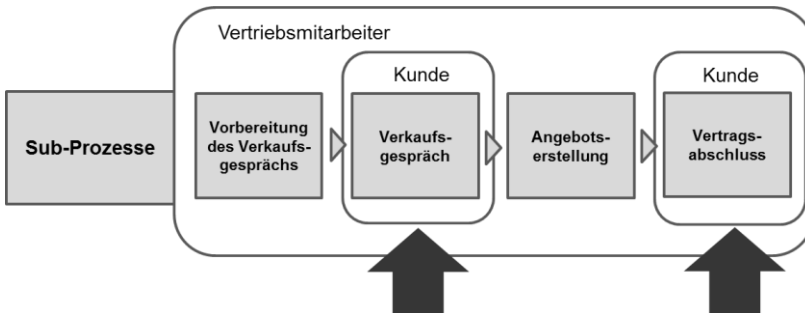 Vertriebsmitarbeiter
Kunde
Kunde
Sub-Prozesse
Vorbereitung
des Verkaufs-
gesprächs
Verkaufs-
gespräch
Angebots-
erstellung
Vertrags-
abschluss